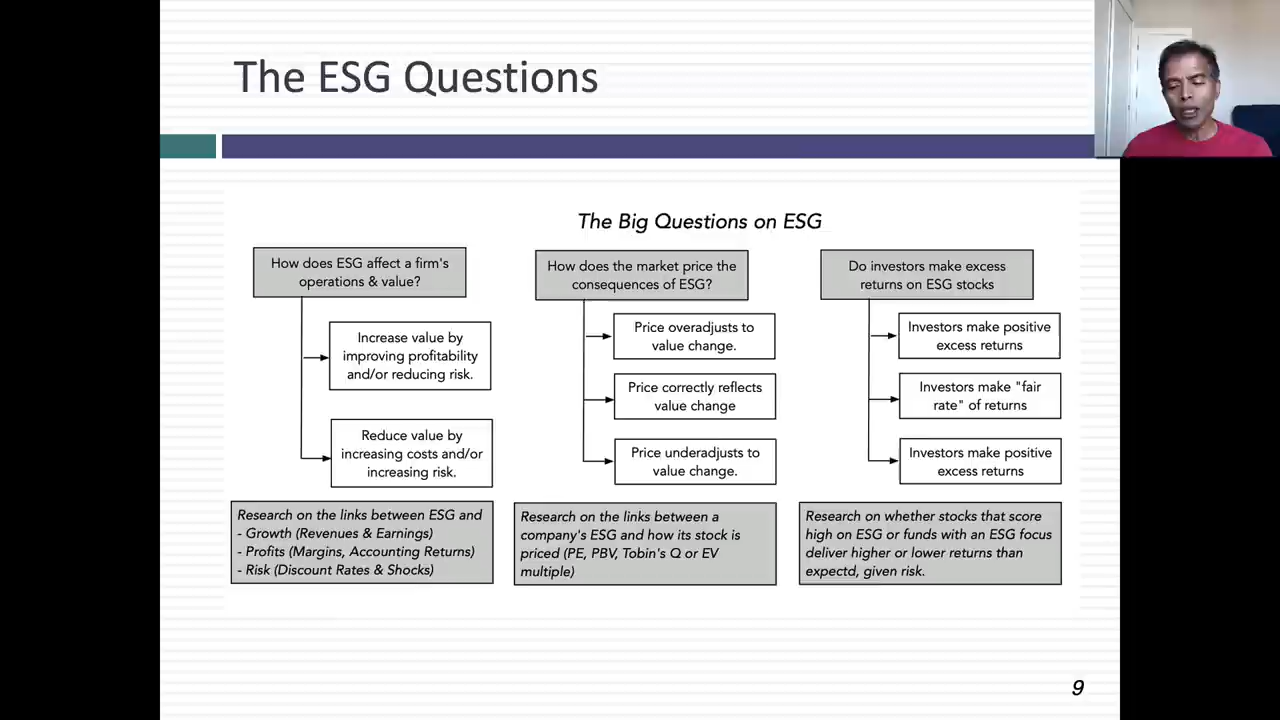 The ESG Questions
The Big Questions on ESG
How does ESG affect a firm's
operations & value?
Increase value by
improving profitability
and/or reducing risk.
Reduce value by
increasing costs and/or
increasing risk.
Research on the links between ESG and
- Growth (Revenues & Earnings)
- Profits (Margins, Accounting Returns)
- Risk (Discount Rates & Shocks)
How does the market price the
consequences of ESG?
Price overadjusts to
value change.
Price correctly reflects
value change
Price underadjusts to
value change.
Research on the links between a
company's ESG and how its stock is
priced (PE, PBV, Tobin's Q or EV
multiple)
Do investors make excess
returns on ESG stocks
Investors make positive
excess returns
Investors make "fair
rate" of returns
Investors make positive
excess returns
Research on whether stocks that score
high on ESG or funds with an ESG focus
deliver higher or lower returns than
expectd, given risk.
9